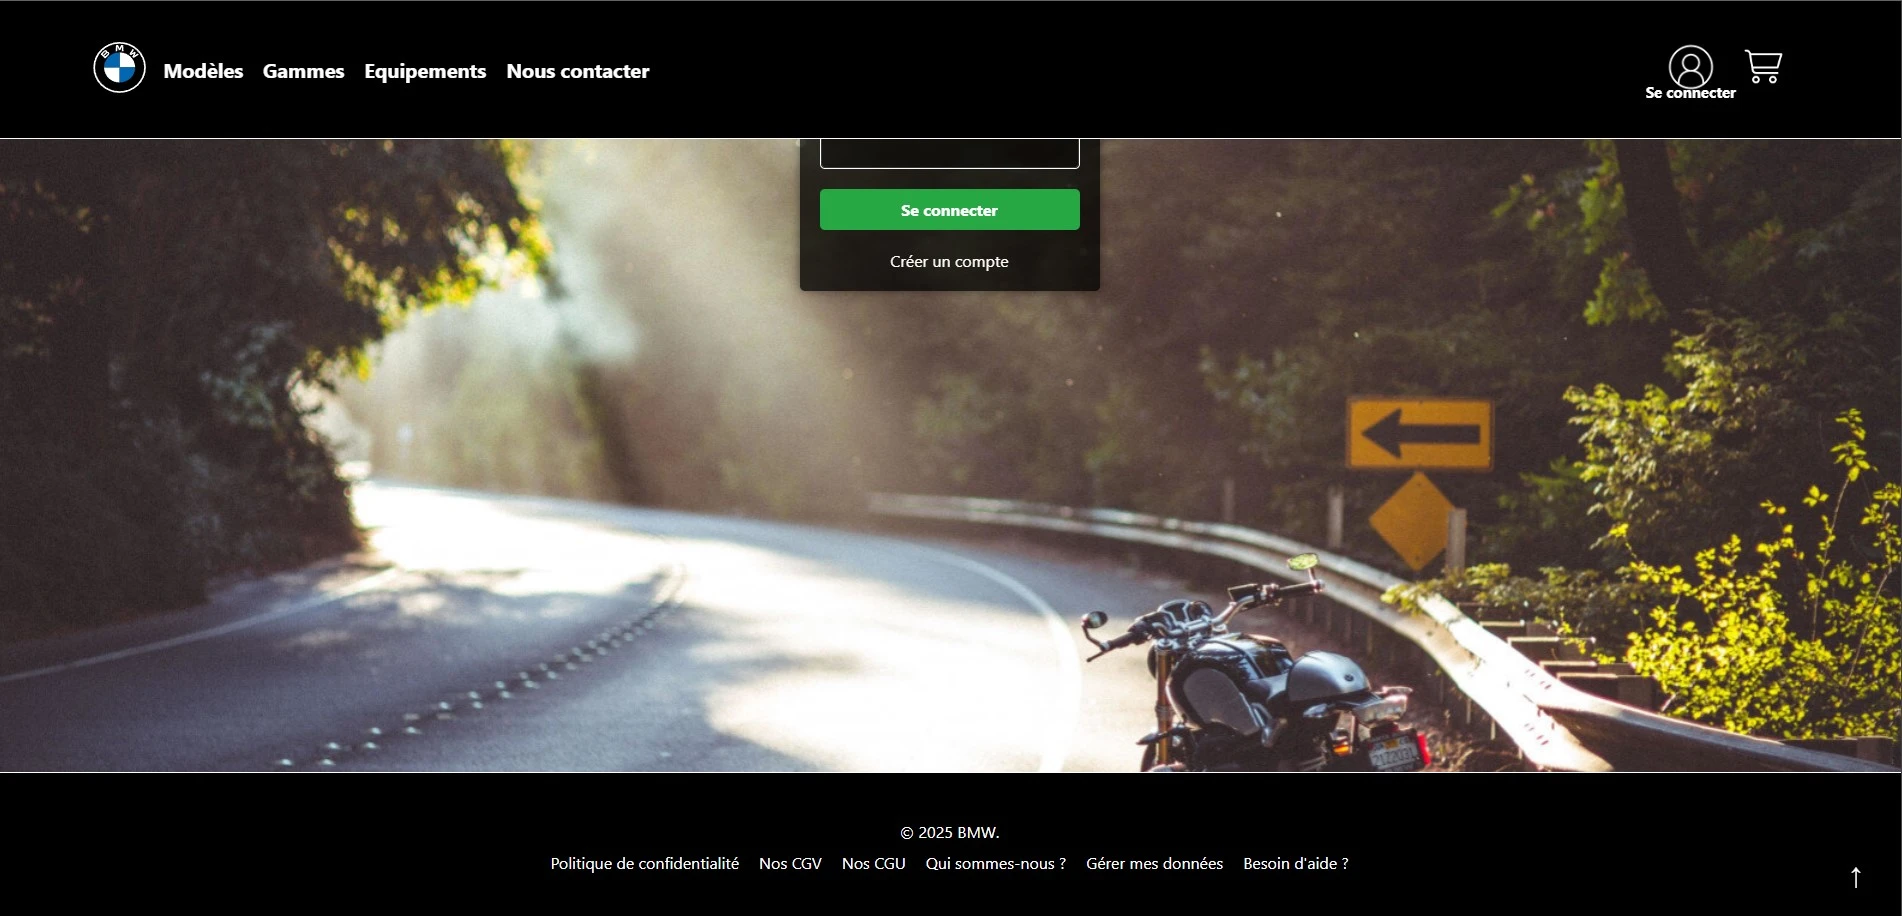 BMW
Modèles Gammes Equipements Nous contacter
Se connecter
Se connecter
Créer un compte
© 2025 BMW.
Politique de confidentialité Nos CGV Nos CGU Qui sommes-nous ? Gérer mes données Besoin d'aide ?